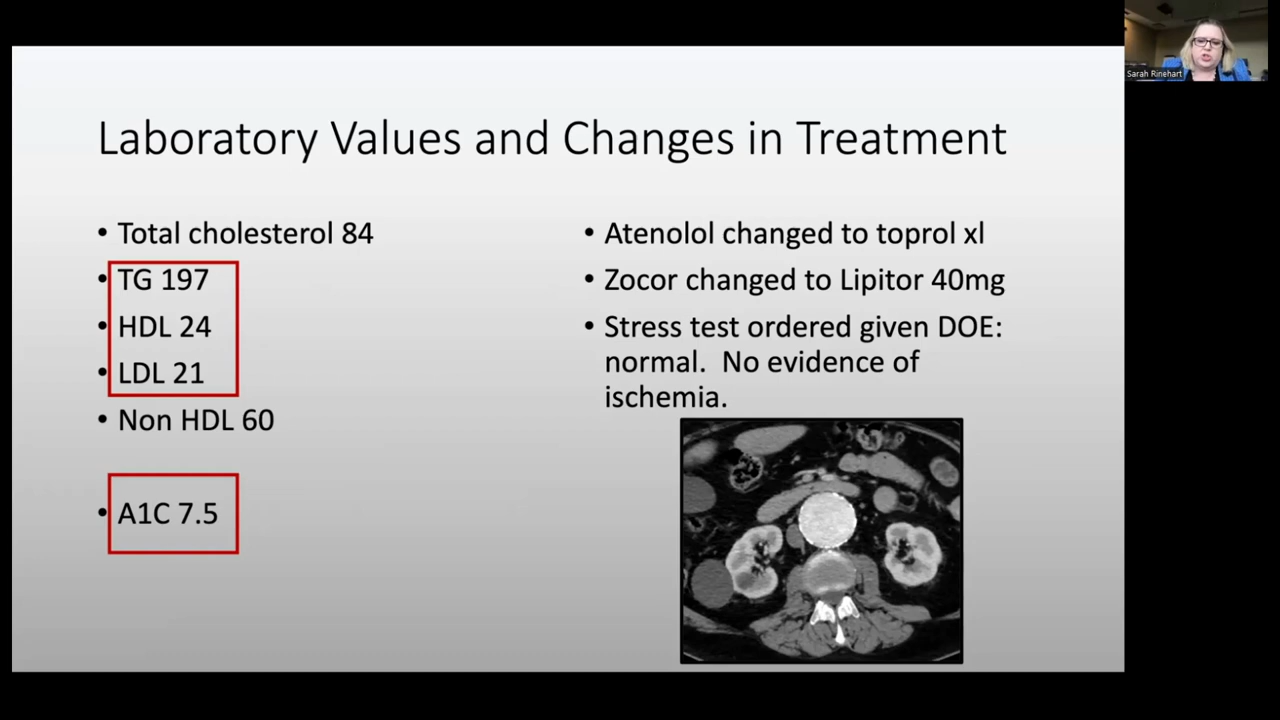 Sarah Rinehart
Laboratory Values and Changes in Treatment
• Total cholesterol 84
• TG 197
• HDL 24
• LDL 21
• Non HDL 60
• A1C 7.5
• Atenolol changed to toprol xl
• Zocor changed to Lipitor 40mg
• Stress test ordered given DOE:
normal. No evidence of
ischemia.